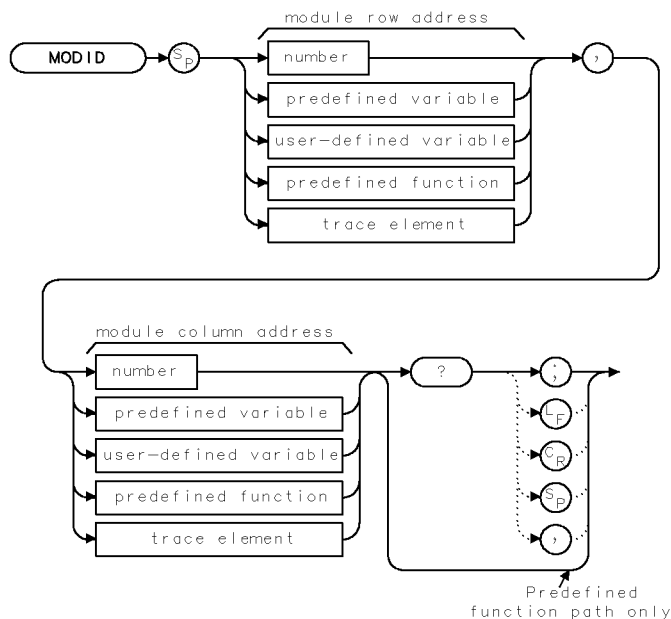 module row address
MODID
SP
number
,
predefined variable
user-defined variable
predefined function
trace element
module column address
number
?
;
predefined variable
LF
user-defined variable
CR
predefined function
SP
trace element
,
Predefined
function path only